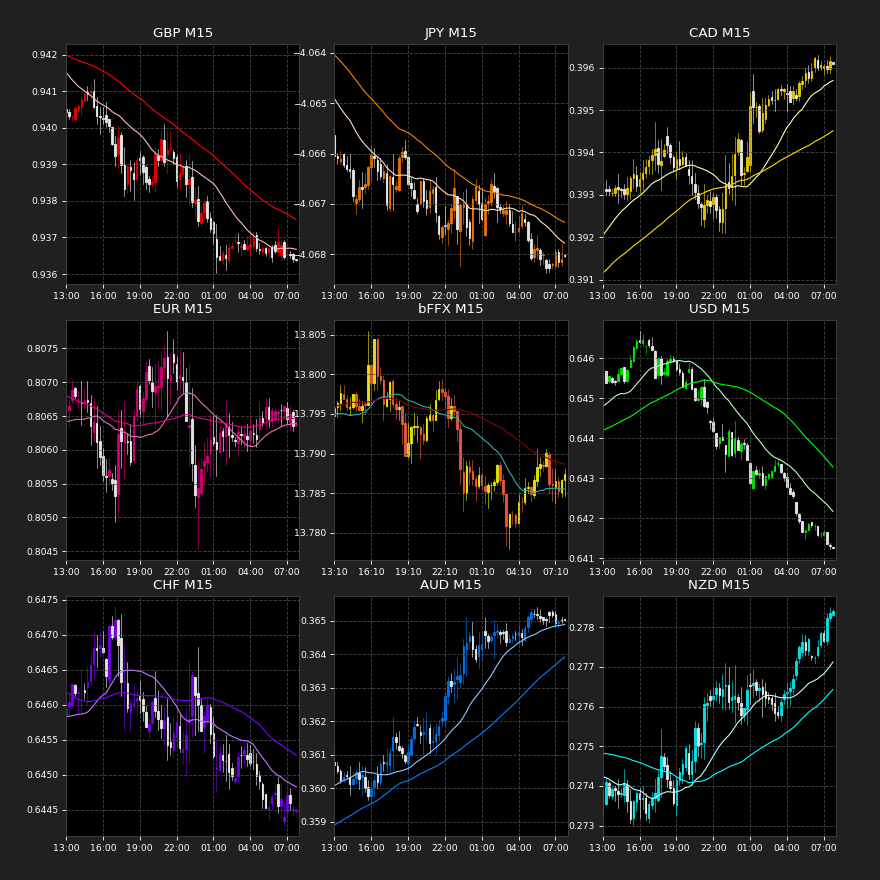 GBP M15 JPY M15 CAD M15
0.942 −4.064
0.941 −4.065 0.396
0.940 0.395
0.939 −4.066 0.394
0.938 −4.067 0.393
0.937 0.392
0.936 −4.068 0.391
13:00 16:00 19:00 22:00 01:00 04:00 07:00 13:00 16:00 19:00 22:00 01:00 04:00 07:00 13:00 16:00 19:00 22:00 01:00 04:00 07:00
EUR M15 bFFX M15 USD M15
0.8075 13.805
0.8070 13.800 0.646
0.8065 13.795 0.645
0.8060 13.790 0.644
0.8055 13.785 0.643
0.8050 13.780 0.642
0.8045 0.641
13:00 16:00 19:00 22:00 01:00 04:00 07:00 13:10 16:10 19:10 22:10 01:10 04:10 07:10 13:00 16:00 19:00 22:00 01:00 04:00 07:00
CHF M15 AUD M15 NZD M15
0.6475 0.365 0.278
0.6470 0.364 0.277
0.6465 0.363 0.276
0.6460 0.362 0.275
0.6455 0.361 0.274
0.6450 0.360 0.273
0.6445 0.359
13:00 16:00 19:00 22:00 01:00 04:00 07:00 13:00 16:00 19:00 22:00 01:00 04:00 07:00 13:00 16:00 19:00 22:00 01:00 04:00 07:00